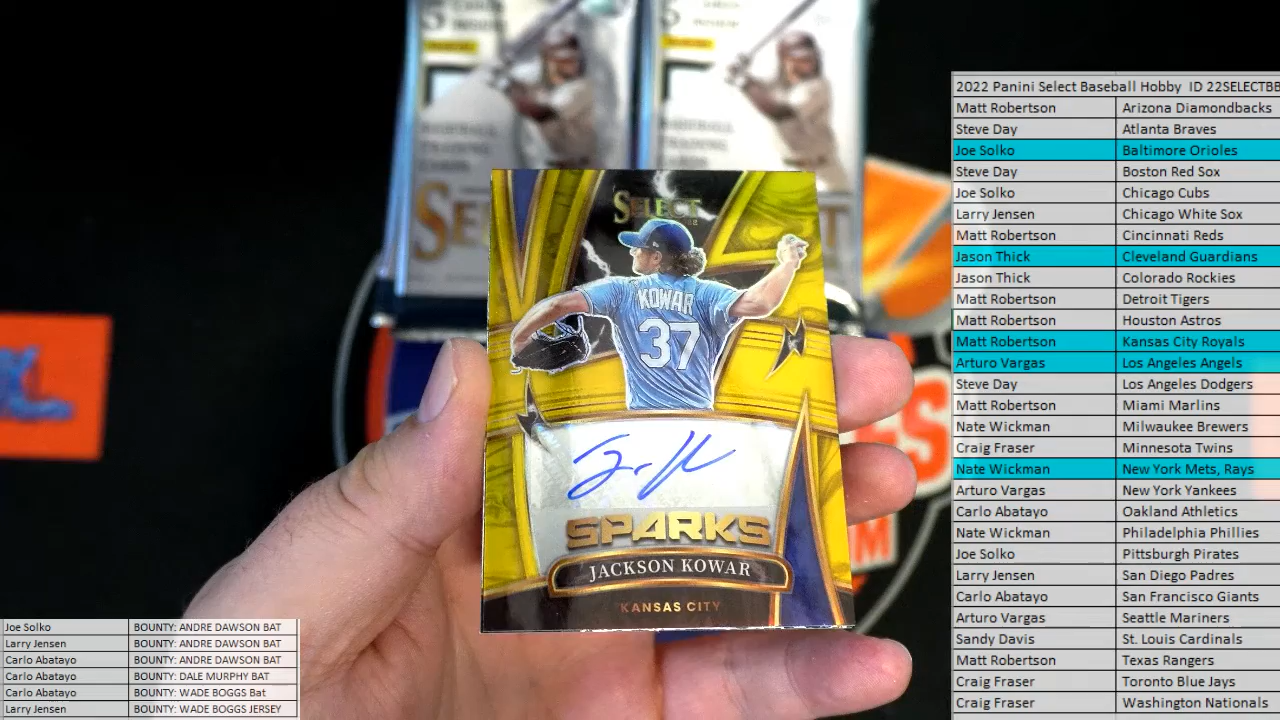 SELECT
KOWAR
37
SPARKS
JACKSON KOWAR
KANSAS CITY
2022 Panini Select Baseball Hobby ID 22SELECTBB
Matt Robertson Arizona Diamondbacks
Steve Day Atlanta Braves
Joe Solko Baltimore Orioles
Steve Day Boston Red Sox
Joe Solko Chicago Cubs
Larry Jensen Chicago White Sox
Matt Robertson Cincinnati Reds
Jason Thick Cleveland Guardians
Jason Thick Colorado Rockies
Matt Robertson Detroit Tigers
Matt Robertson Houston Astros
Matt Robertson Kansas City Royals
Arturo Vargas Los Angeles Angels
Steve Day Los Angeles Dodgers
Matt Robertson Miami Marlins
Nate Wickman Milwaukee Brewers
Craig Fraser Minnesota Twins
Nate Wickman New York Mets, Rays
Arturo Vargas New York Yankees
Carlo Abatayo Oakland Athletics
Nate Wickman Philadelphia Phillies
Joe Solko Pittsburgh Pirates
Larry Jensen San Diego Padres
Carlo Abatayo San Francisco Giants
Arturo Vargas Seattle Mariners
Sandy Davis St. Louis Cardinals
Matt Robertson Texas Rangers
Craig Fraser Toronto Blue Jays
Craig Fraser Washington Nationals
Joe Solko BOUNTY: ANDRE DAWSON BAT
Larry Jensen BOUNTY: ANDRE DAWSON BAT
Carlo Abatayo BOUNTY: ANDRE DAWSON BAT
Carlo Abatayo BOUNTY: DALE MURPHY BAT
Carlo Abatayo BOUNTY: WADE BOGGS Bat
Larry Jensen BOUNTY: WADE BOGGS JERSEY